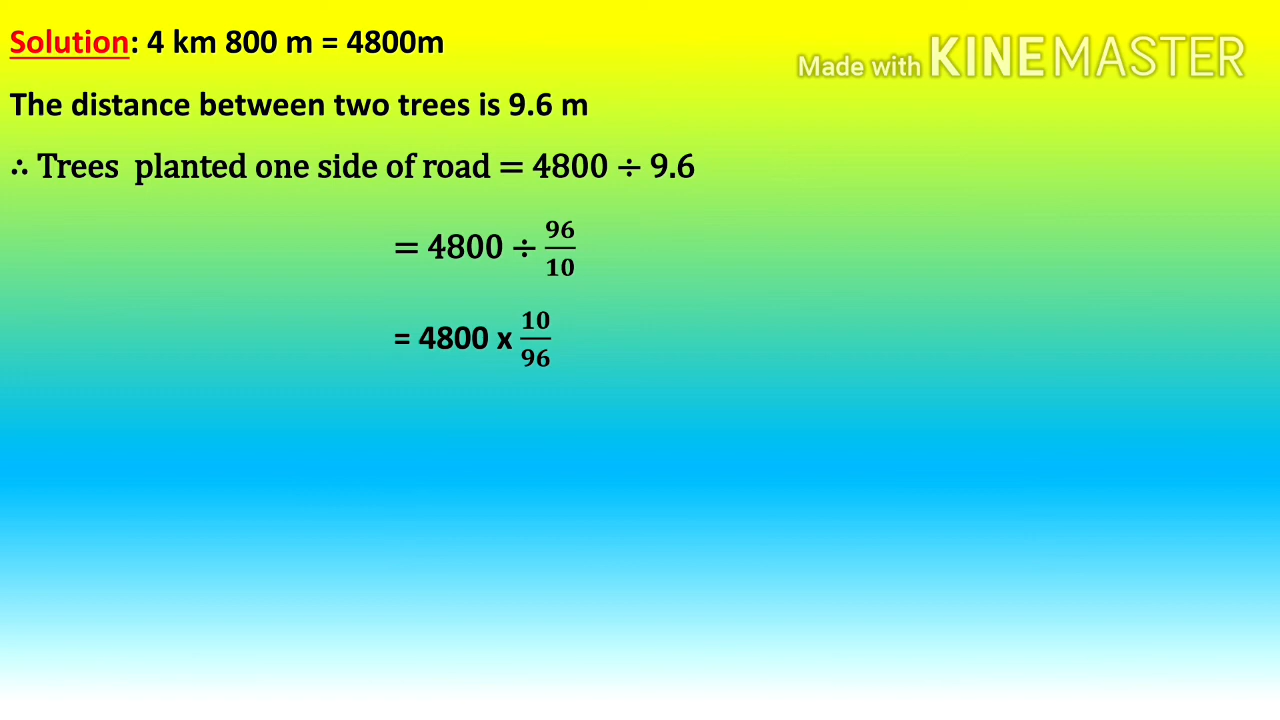 Solution: 4 km 800 m = 4800m
Made with KINEMASTER
The distance between two trees is 9.6 m
∴ Trees planted one side of road = 4800 ÷ 9.6
= 4800 ÷ 96/10
= 4800 x 10/96